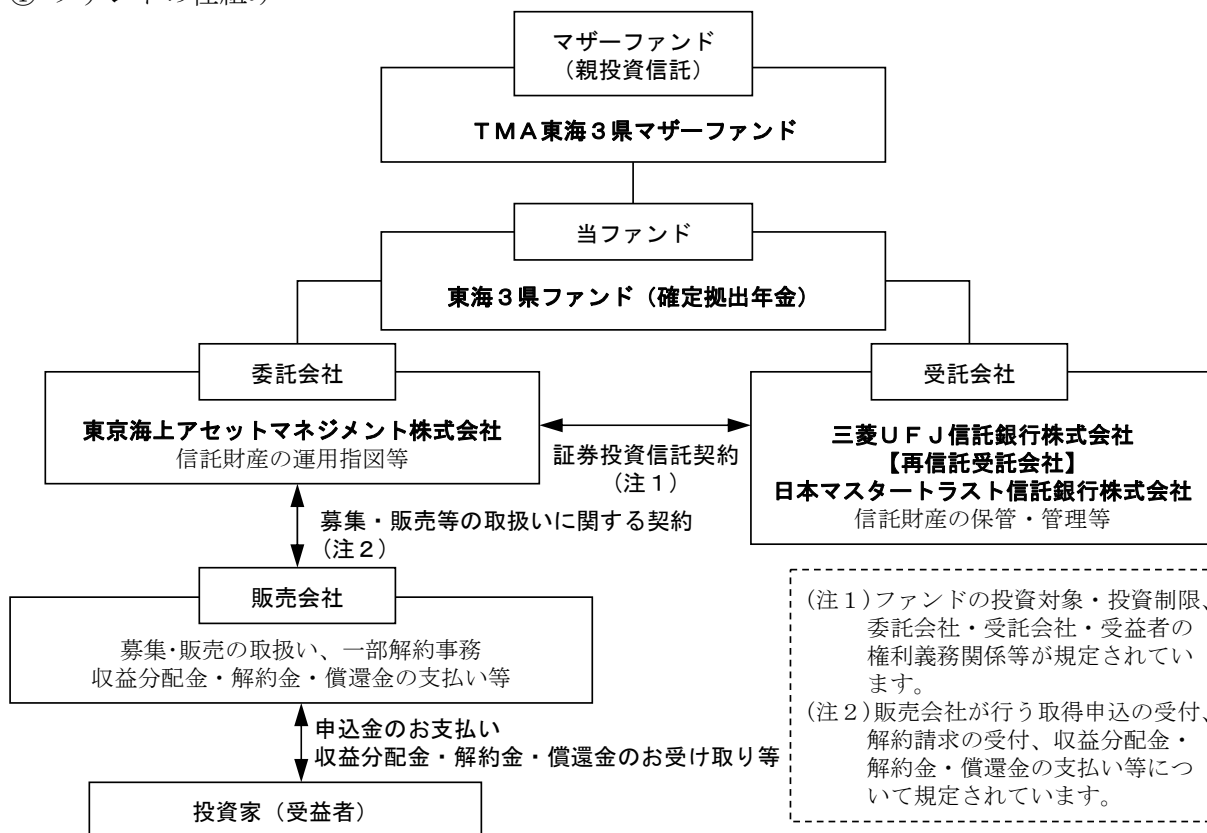 マザーファンド
（親投資信託）
ＴＭＡ東海３県マザーファンド
当ファンド
東海３県ファンド（確定拠出年金）
委託会社
東京海上アセットマネジメント株式会社
信託財産の運用指図等
証券投資信託契約
（注１）
受託会社
三菱ＵＦＪ信託銀行株式会社
【再信託受託会社】
日本マスタートラスト信託銀行株式会社
信託財産の保管・管理等
募集・販売等の取扱いに関する契約
（注２）
販売会社
募集･販売の取扱い、一部解約事務
収益分配金・解約金・償還金の支払い等
申込金のお支払い
収益分配金・解約金・償還金のお受け取り等
投資家（受益者）
(注１)ファンドの投資対象・投資制限、
委託会社・受託会社・受益者の
権利義務関係等が規定されてい
ます。
(注２)販売会社が行う取得申込の受付、
解約請求の受付、収益分配金・
解約金・償還金の支払い等につ
いて規定されています。